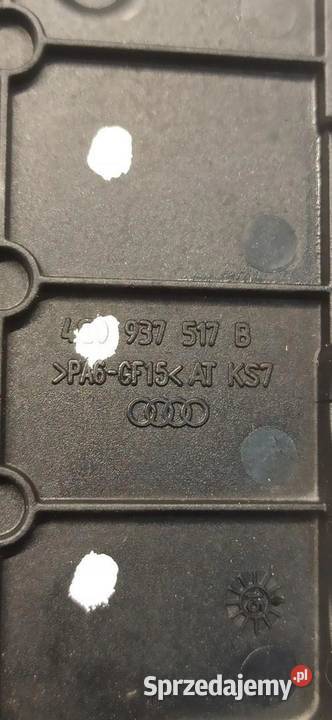 937 517 B
>PA6-GF15< AT KS7
Sprzedajemy.pl